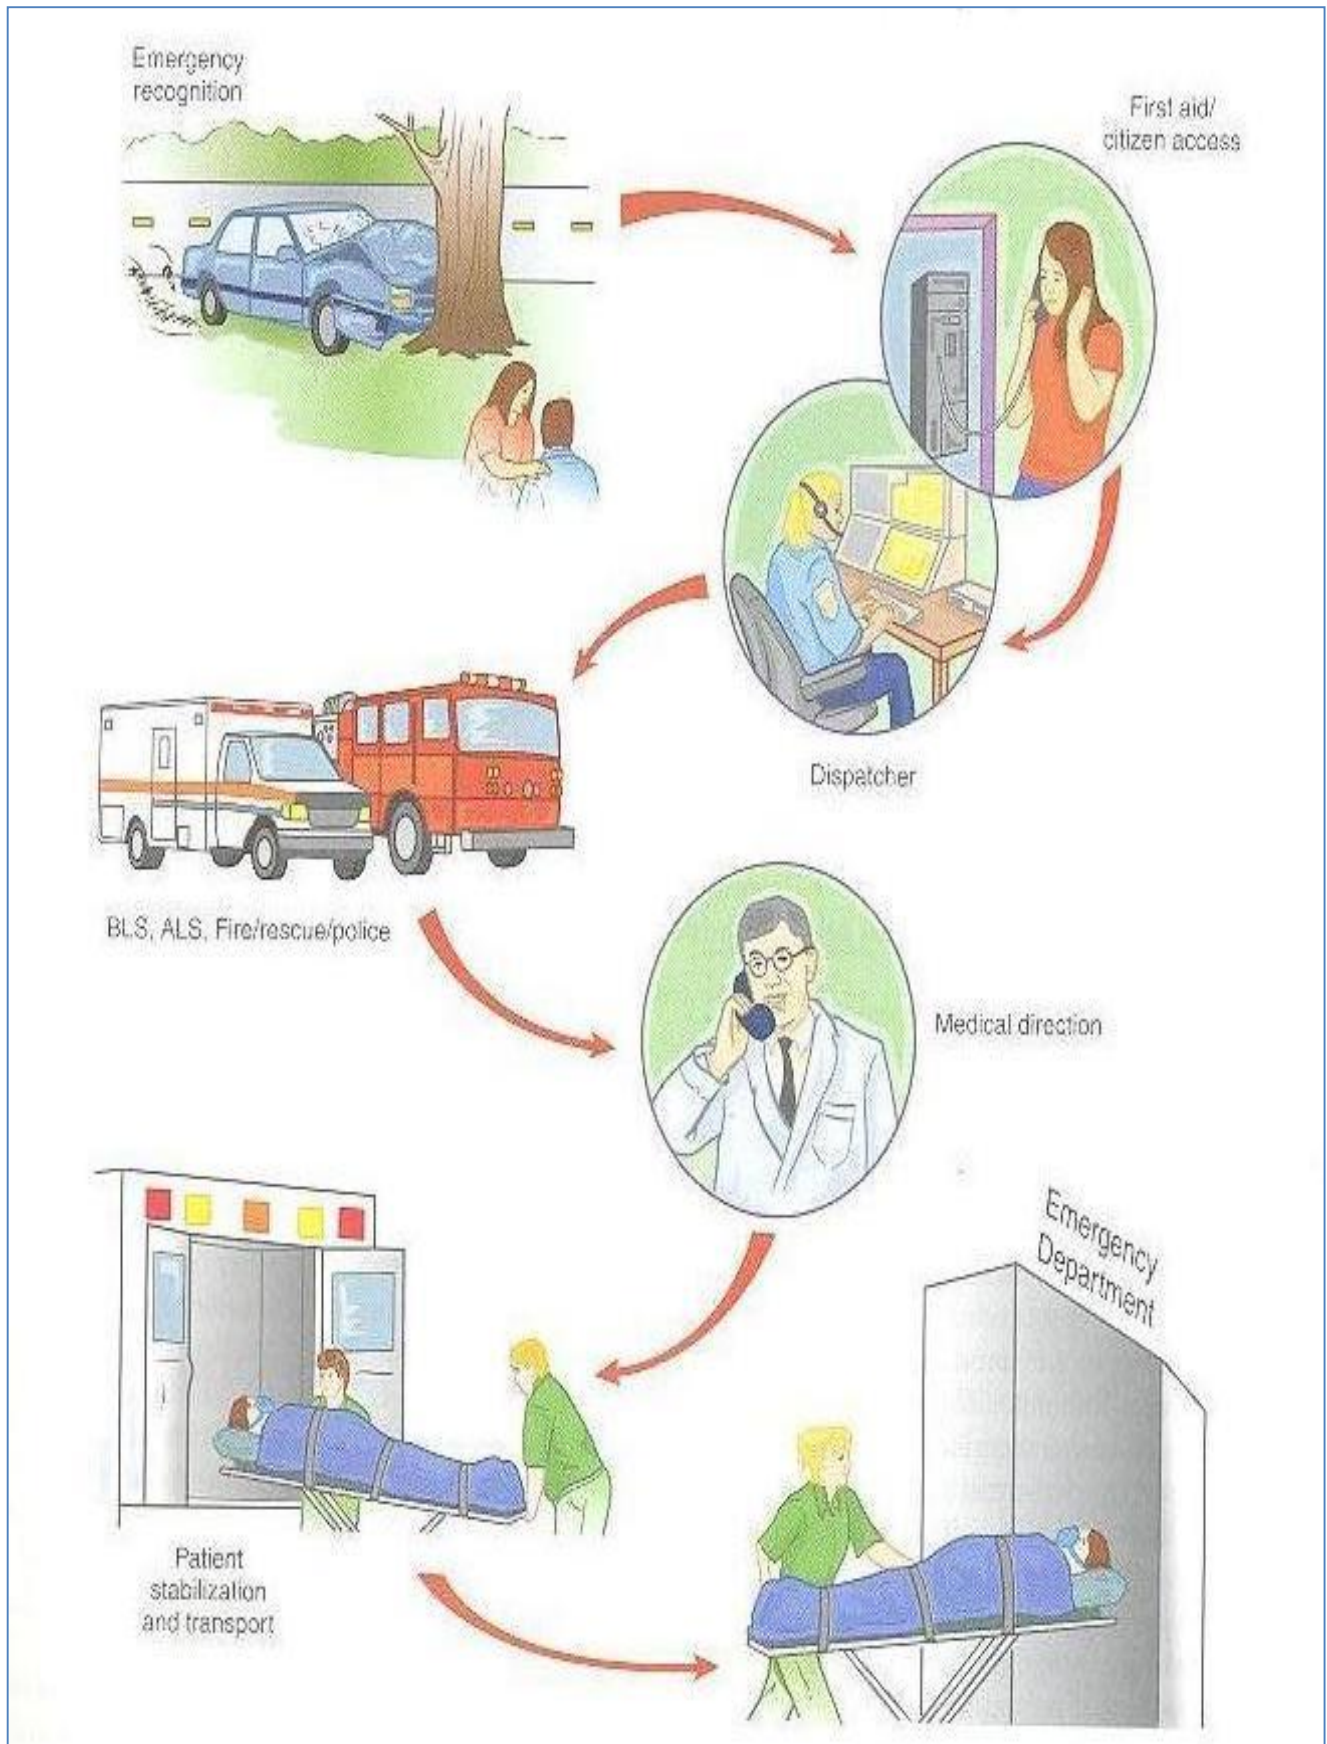 Emergency
recognition
First aid/
citizen access
Dispatcher
BLS, ALS, Fire/rescue/police
Medical direction
Emergency
Department
Patient
stabilization
and transport